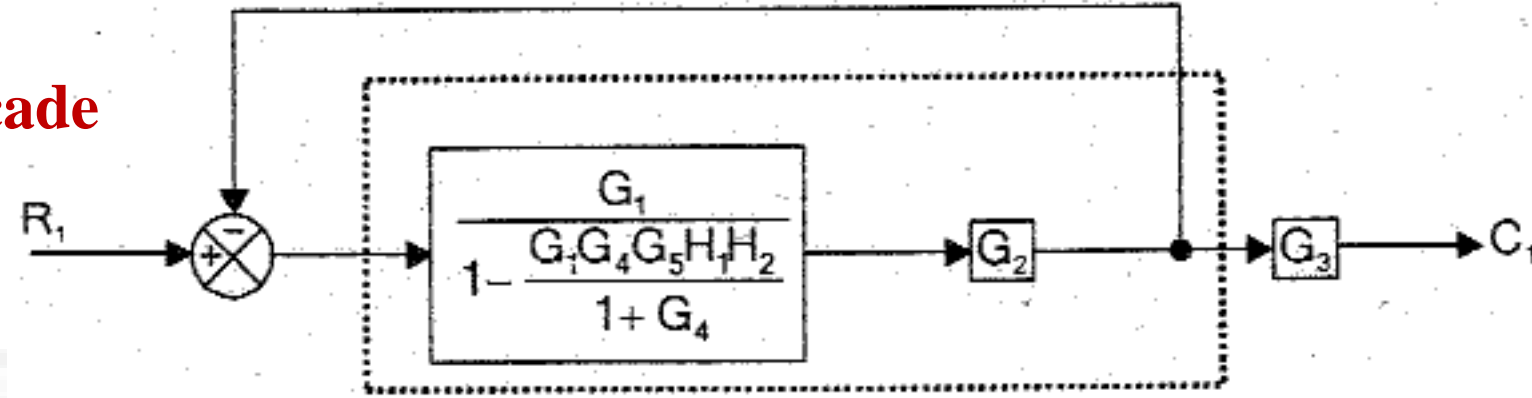 cade
R₁
+
−
G₁
G₁G₄G₅H₁H₂
1−
1+ G₄
G₂
G₃
C₁